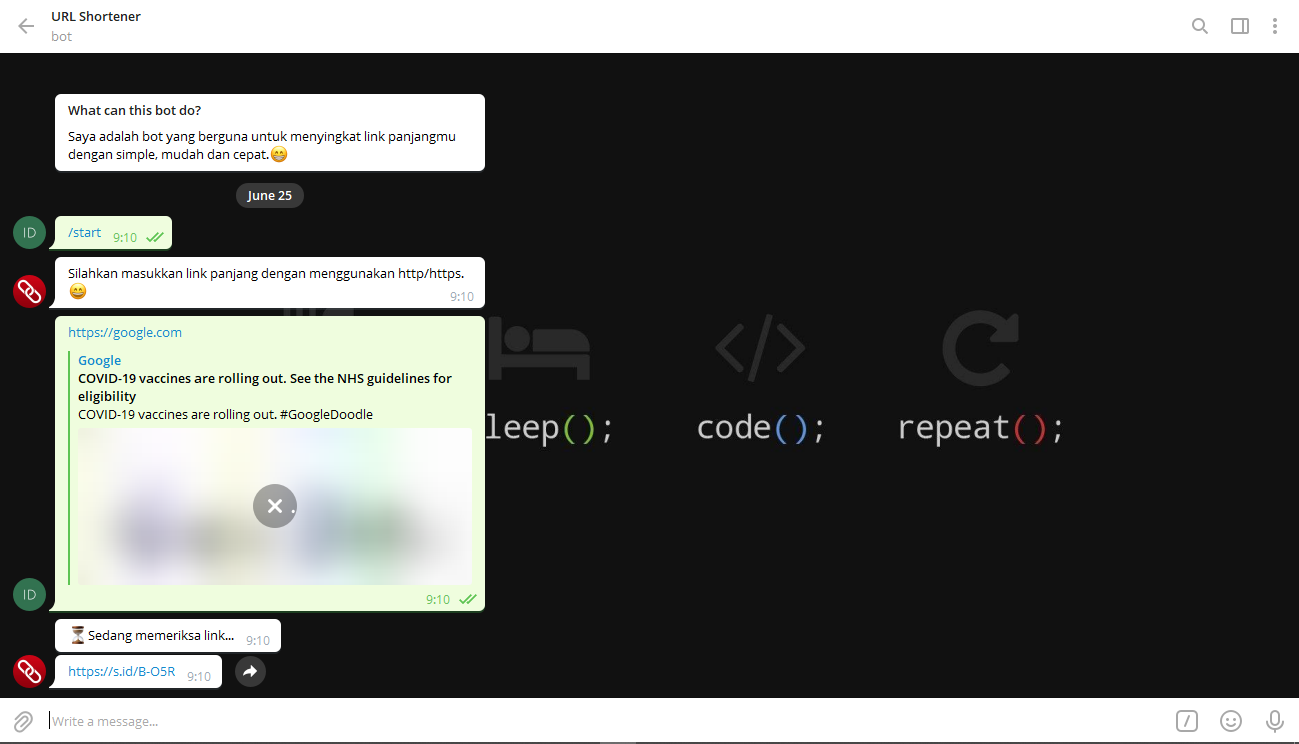 URL Shortener
bot
What can this bot do?
Saya adalah bot yang berguna untuk menyingkat link panjangmu
dengan simple, mudah dan cepat.😁
June 25
ID
/start 9:10
Silahkan masukkan link panjang dengan menggunakan http/https.
😄 9:10
https://google.com
Google
COVID-19 vaccines are rolling out. See the NHS guidelines for
eligibility
COVID-19 vaccines are rolling out. #GoogleDoodle
ID
9:10
⏳Sedang memeriksa link... 9:10
https://s.id/B-O5R 9:10
leep();
code();
repeat();
Write a message...